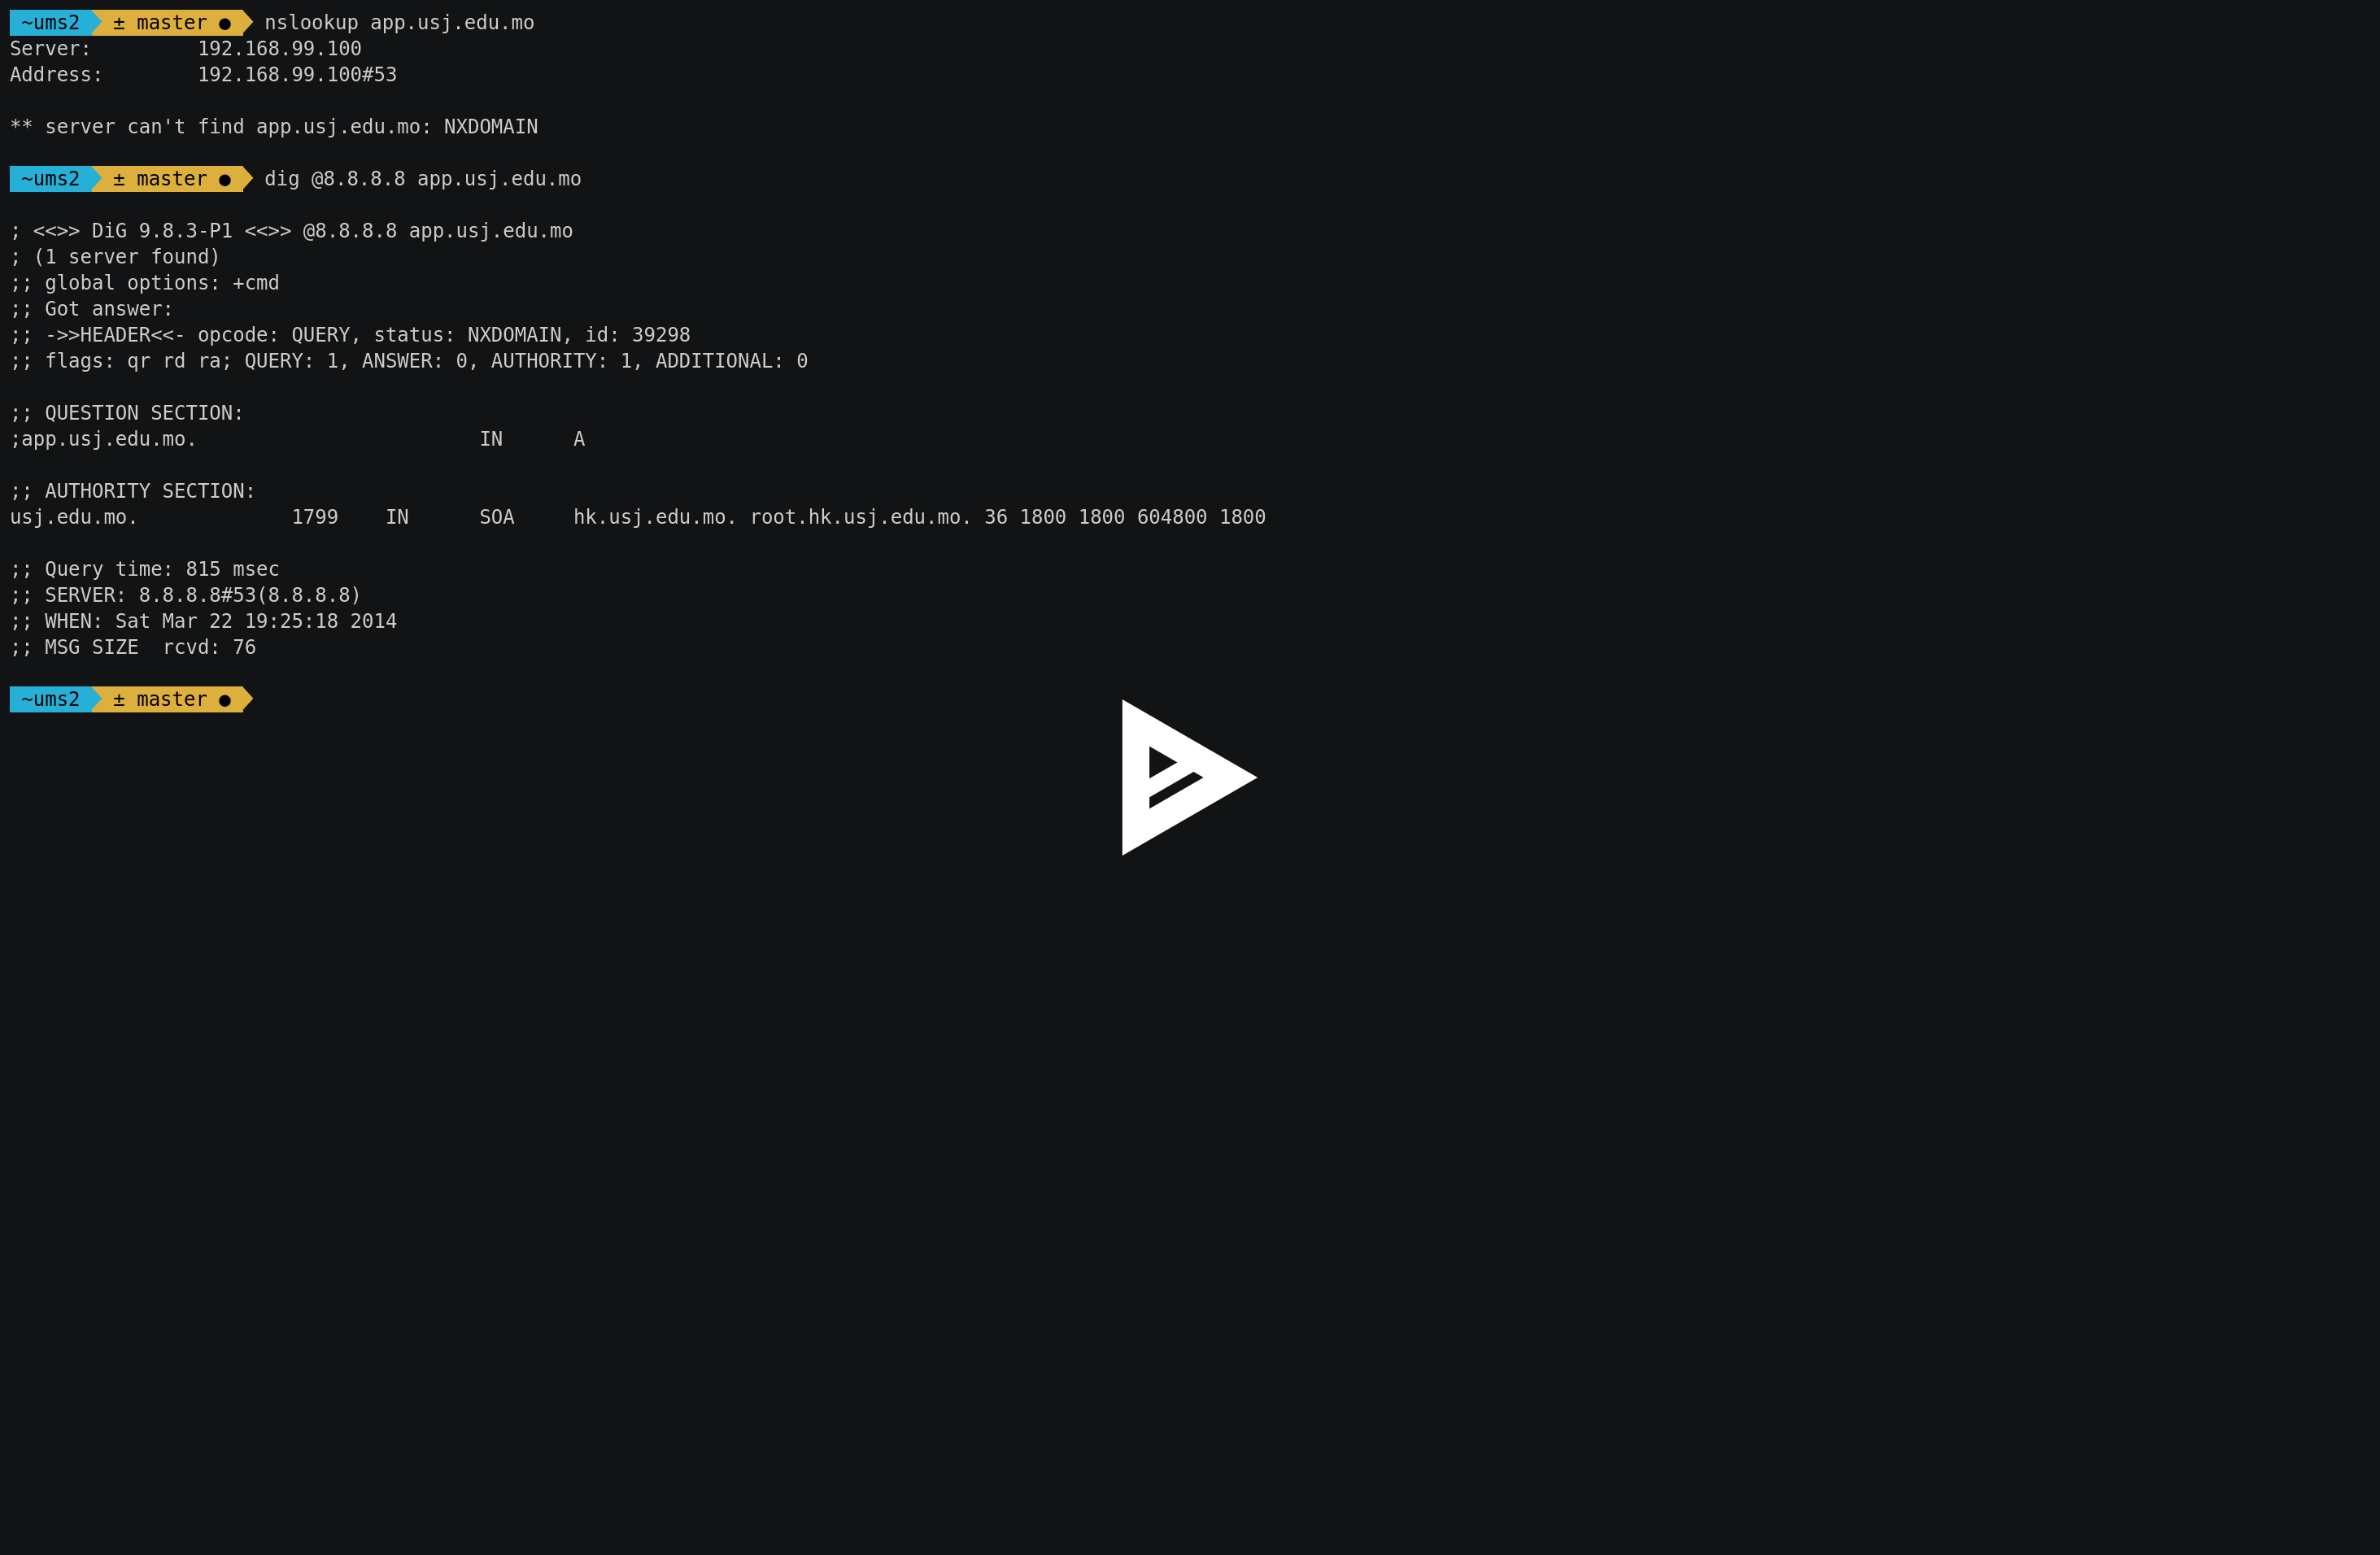 ~ums2 ± master ● nslookup app.usj.edu.mo
Server:         192.168.99.100
Address:        192.168.99.100#53
** server can't find app.usj.edu.mo: NXDOMAIN
~ums2 ± master ● dig @8.8.8.8 app.usj.edu.mo
; <<>> DiG 9.8.3-P1 <<>> @8.8.8.8 app.usj.edu.mo
; (1 server found)
;; global options: +cmd
;; Got answer:
;; ->>HEADER<<- opcode: QUERY, status: NXDOMAIN, id: 39298
;; flags: qr rd ra; QUERY: 1, ANSWER: 0, AUTHORITY: 1, ADDITIONAL: 0
;; QUESTION SECTION:
;app.usj.edu.mo.                        IN      A
;; AUTHORITY SECTION:
usj.edu.mo.             1799    IN      SOA     hk.usj.edu.mo. root.hk.usj.edu.mo. 36 1800 1800 604800 1800
;; Query time: 815 msec
;; SERVER: 8.8.8.8#53(8.8.8.8)
;; WHEN: Sat Mar 22 19:25:18 2014
;; MSG SIZE  rcvd: 76
~ums2 ± master ●